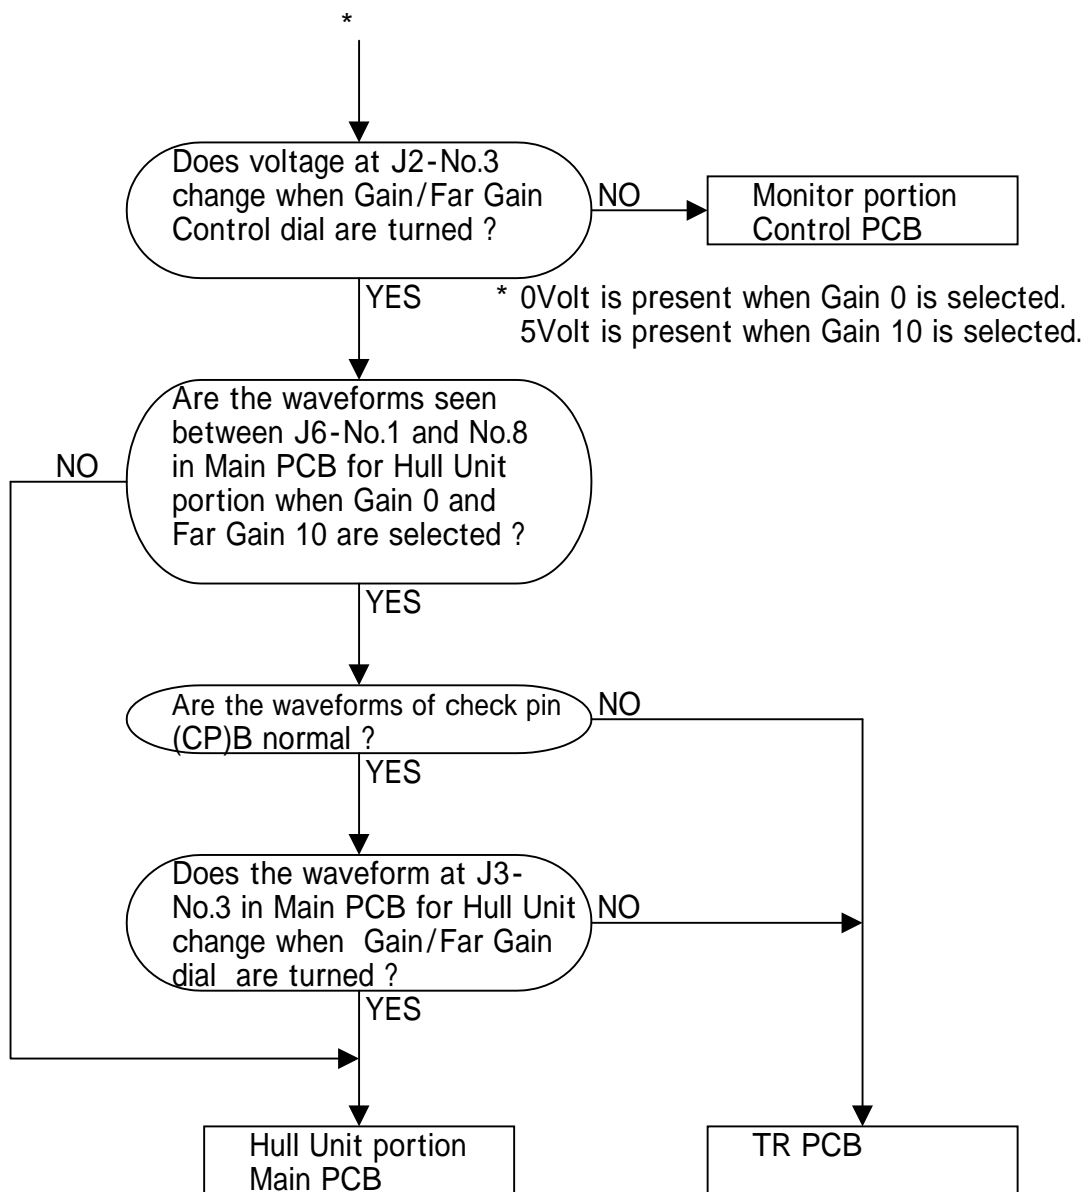 *
Does voltage at J2-No.3
change when Gain/Far Gain
Control dial are turned ?
NO
Monitor portion
Control PCB
YES
* 0Volt is present when Gain 0 is selected.
5Volt is present when Gain 10 is selected.
Are the waveforms seen
between J6-No.1 and No.8
in Main PCB for Hull Unit
portion when Gain 0 and
Far Gain 10 are selected ?
NO
YES
Are the waveforms of check pin
(CP)B normal ?
NO
YES
Does the waveform at J3-
No.3 in Main PCB for Hull Unit
change when Gain/Far Gain
dial are turned ?
NO
YES
Hull Unit portion
Main PCB
TR PCB